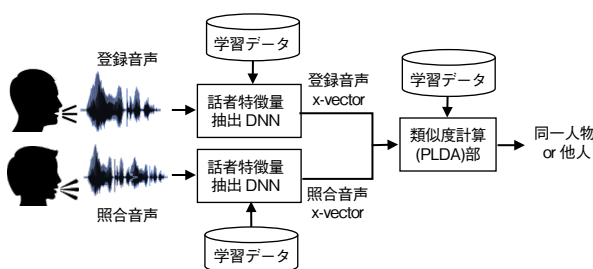 学習データ
登録音声
話者特徴量
抽出 DNN
登録音声
x-vector
学習データ
類似度計算
(PLDA)部
同一人物
or 他人
話者特徴量
抽出 DNN
照合音声
x-vector
照合音声
学習データ